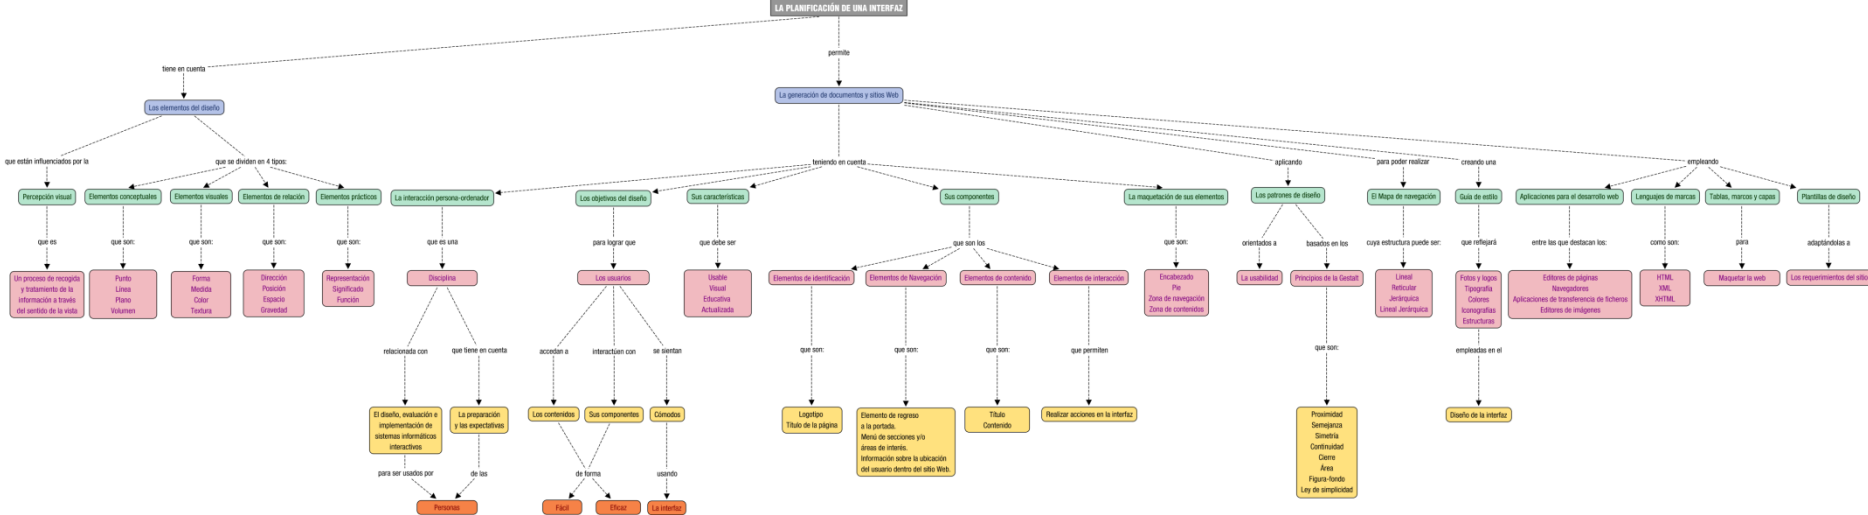 LA PLANIFICACIÓN DE UNA INTERFAZ
permite
tiene en cuenta
Los elementos del diseño
La generación de documentos y sitios Web
que están influenciados por la
que se dividen en 4 tipos:
teniendo en cuenta
aplicando
para poder realizar
creando una
empleando
Percepción visual
Elementos conceptuales
Elementos visuales
Elementos de relación
Elementos prácticos
La interacción persona-ordenador
Los objetivos del diseño
Sus características
Sus componentes
La maquetación de sus elementos
Los patrones de diseño
El Mapa de navegación
Guía de estilo
Aplicaciones para el desarrollo web
Lenguajes de marcas
Tablas, marcos y capas
Plantillas de diseño
que es
que son:
que son:
que son:
que son:
que es una
para lograr que
que debe ser
que son los
que son:
orientados a
basados en los
cuya estructura puede ser:
que reflejará
entre las que destacan los:
como son:
para
adaptándolas a
Un proceso de recogida
y tratamiento de la
información a través
del sentido de la vista
Punto
Línea
Plano
Volumen
Forma
Medida
Color
Textura
Dirección
Posición
Espacio
Gravedad
Representación
Significado
Función
Disciplina
Los usuarios
Usable
Visual
Educativa
Actualizada
Elementos de identificación
Elementos de Navegación
Elementos de contenido
Elementos de interacción
Encabezado
Pie
Zona de navegación
Zona de contenidos
La usabilidad
Principios de la Gestalt
Lineal
Reticular
Jerárquica
Lineal Jerárquica
Fotos y logos
Tipografía
Colores
Iconografías
Estructuras
Editores de páginas
Navegadores
Aplicaciones de transferencia de ficheros
Editores de imágenes
HTML
XML
XHTML
Maquetar la web
Los requerimientos del sitio
relacionada con
que tiene en cuenta
accedan a
interactúen con
se sientan
que son:
que son:
que son:
que permiten
que son:
empleadas en el
El diseño, evaluación e
implementación de
sistemas informáticos
interactivos
La preparación
y las expectativas
Los contenidos
Sus componentes
Cómodos
Logotipo
Título de la página
Elemento de regreso
a la portada.
Menú de secciones y/o
áreas de interés.
Información sobre la ubicación
del usuario dentro del sitio Web.
Título
Contenido
Realizar acciones en la interfaz
Proximidad
Semejanza
Simetría
Continuidad
Cierre
Área
Figura-fondo
Ley de simplicidad
Diseño de la interfaz
para ser usados por
de las
de forma
usando
Personas
Fácil
Eficaz
La interfaz